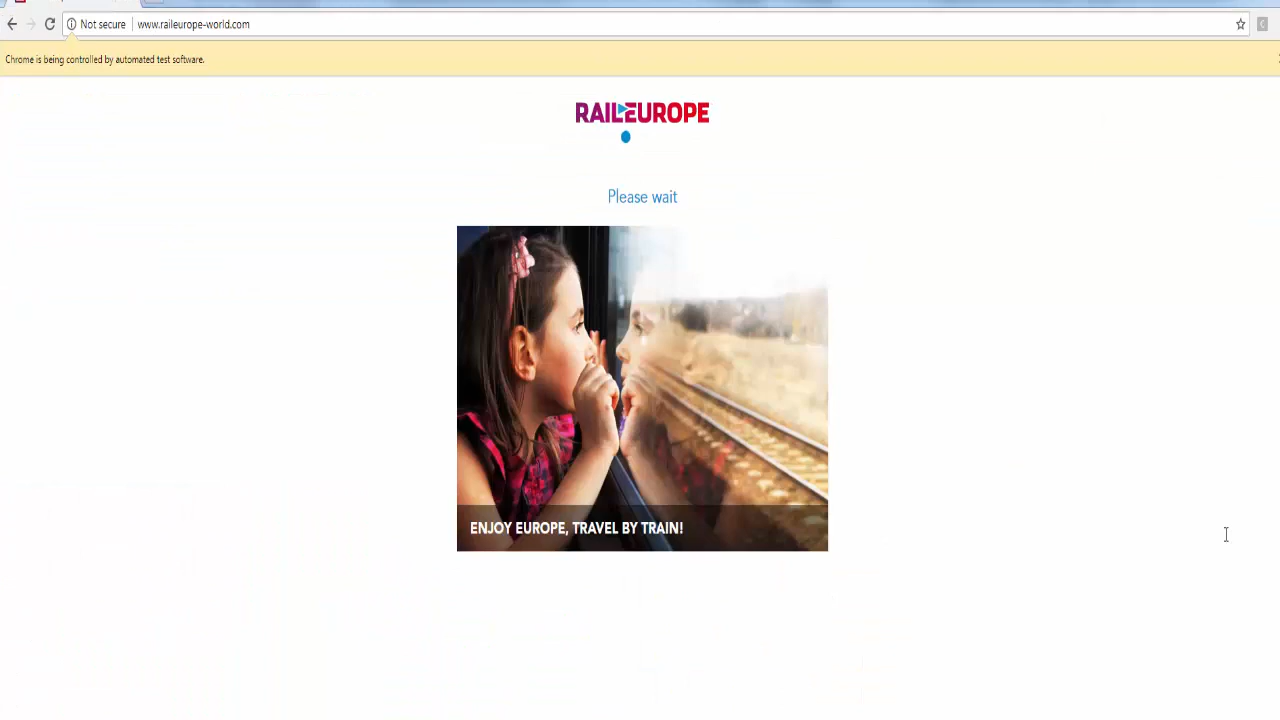 Not secure www.raileurope-world.com
Chrome is being controlled by automated test software.
RAILEUROPE
Please wait
ENJOY EUROPE, TRAVEL BY TRAIN!